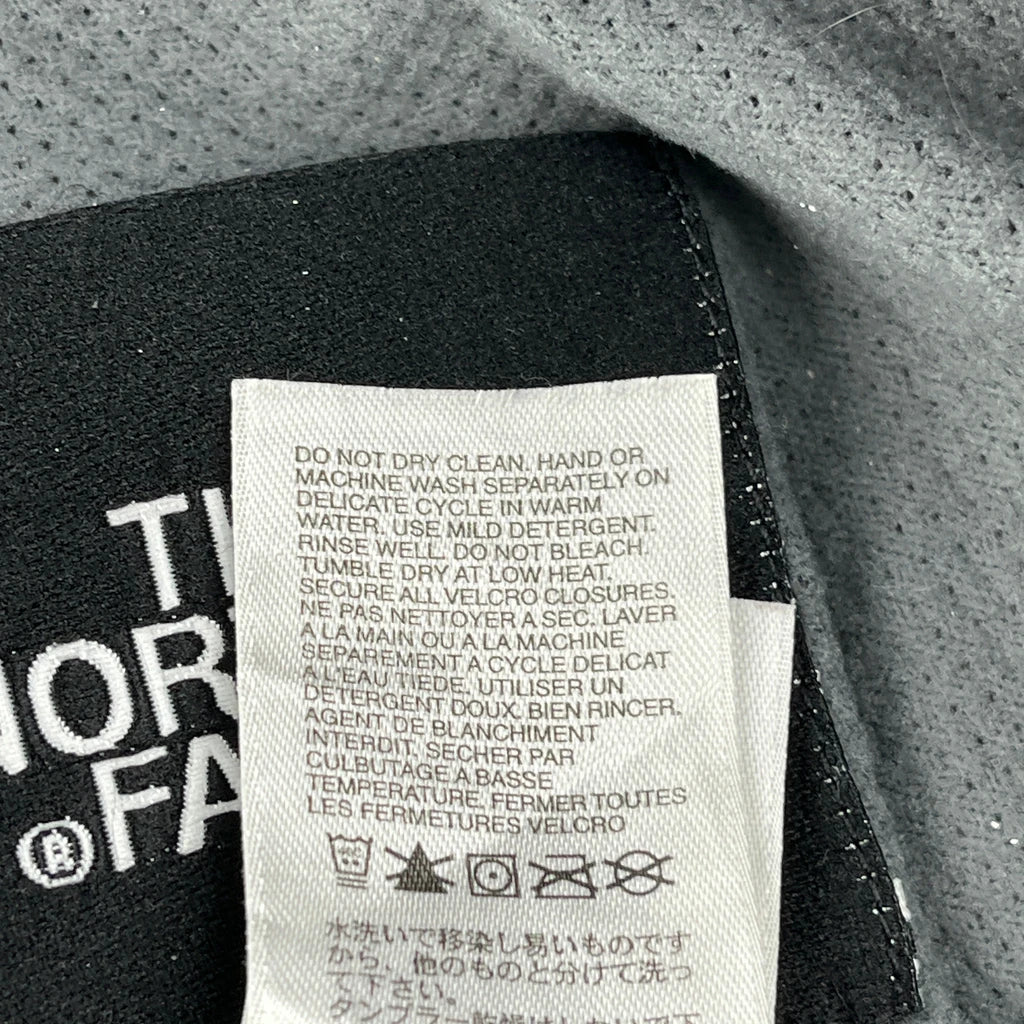 NOR
FA
®
DO NOT DRY CLEAN. HAND OR
MACHINE WASH SEPARATELY ON
DELICATE CYCLE IN WARM
WATER. USE MILD DETERGENT.
RINSE WELL. DO NOT BLEACH.
TUMBLE DRY AT LOW HEAT.
SECURE ALL VELCRO CLOSURES.
NE PAS NETTOYER A SEC. LAVER
A LA MAIN OU A LA MACHINE
SEPAREMENT A CYCLE DELICAT
A L'EAU TIEDE. UTILISER UN
DETERGENT DOUX. BIEN RINCER.
AGENT DE BLANCHIMENT
INTERDIT. SECHER PAR
CULBUTAGE A BASSE
TEMPERATURE. FERMER TOUTES
LES FERMETURES VELCRO
水洗いで移染し易いものです
から、他のものと分けて洗っ
て下さい。